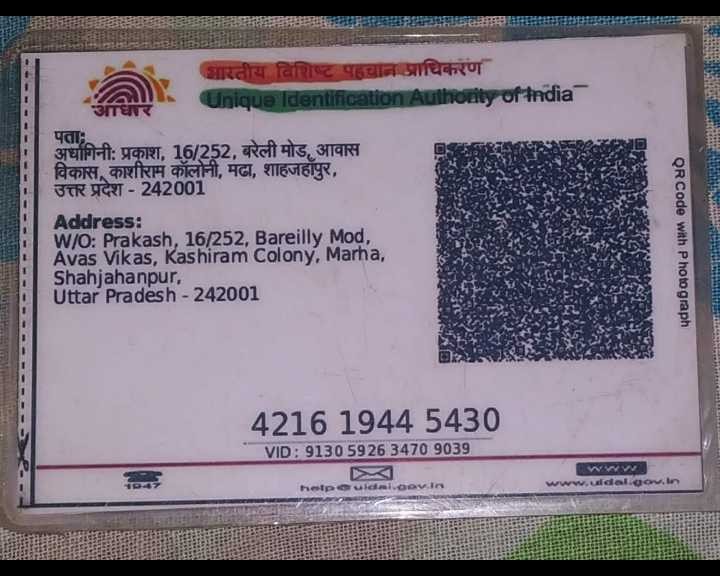 भारतीय विशिष्ट पहचान प्राधिकरण
Unique Identification Authority of India
आधार
पता:
अर्धांगिनी: प्रकाश, 16/252, बरेली मोड, आवास
विकास, काशीराम कॉलोनी, मढा, शाहजहाँपुर,
उत्तर प्रदेश - 242001
Address:
W/O: Prakash, 16/252, Bareilly Mod,
Avas Vikas, Kashiram Colony, Marha,
Shahjahanpur,
Uttar Pradesh - 242001
QR Code with Photograph
4216 1944 5430
VID : 9130 5926 3470 9039
1947
help@uidai.gov.in
www
www.uidai.gov.in